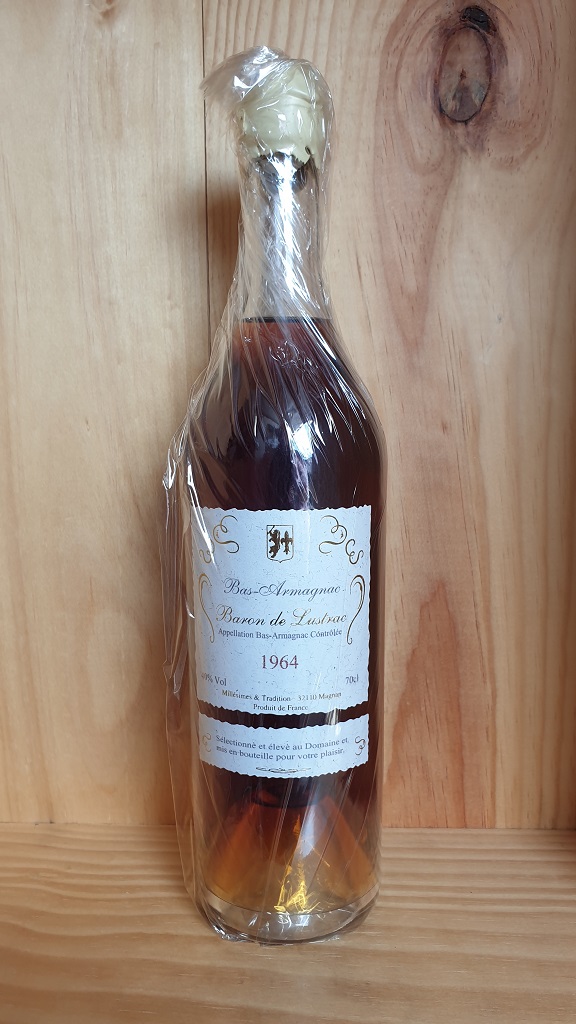 Bas-Armagnac
Baron de Lustrac
Appellation Bas-Armagnac Contrôlée
1964
Vol 70cl
Millésimes & Tradition - 32110 Magnan
Produit de France
Sélectionné et élevé au Domaine et
mis en bouteille pour votre plaisir.